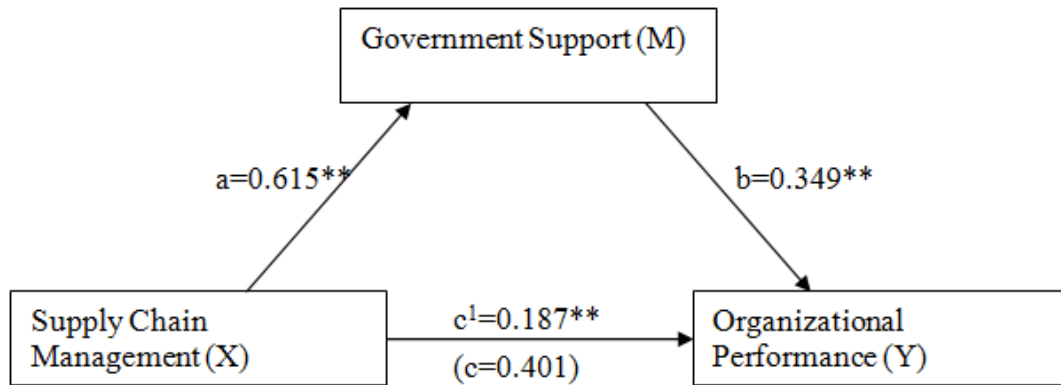 Government Support (M)
a=0.615**
b=0.349**
Supply Chain
Management (X)
c¹=0.187**
(c=0.401)
Organizational
Performance (Y)